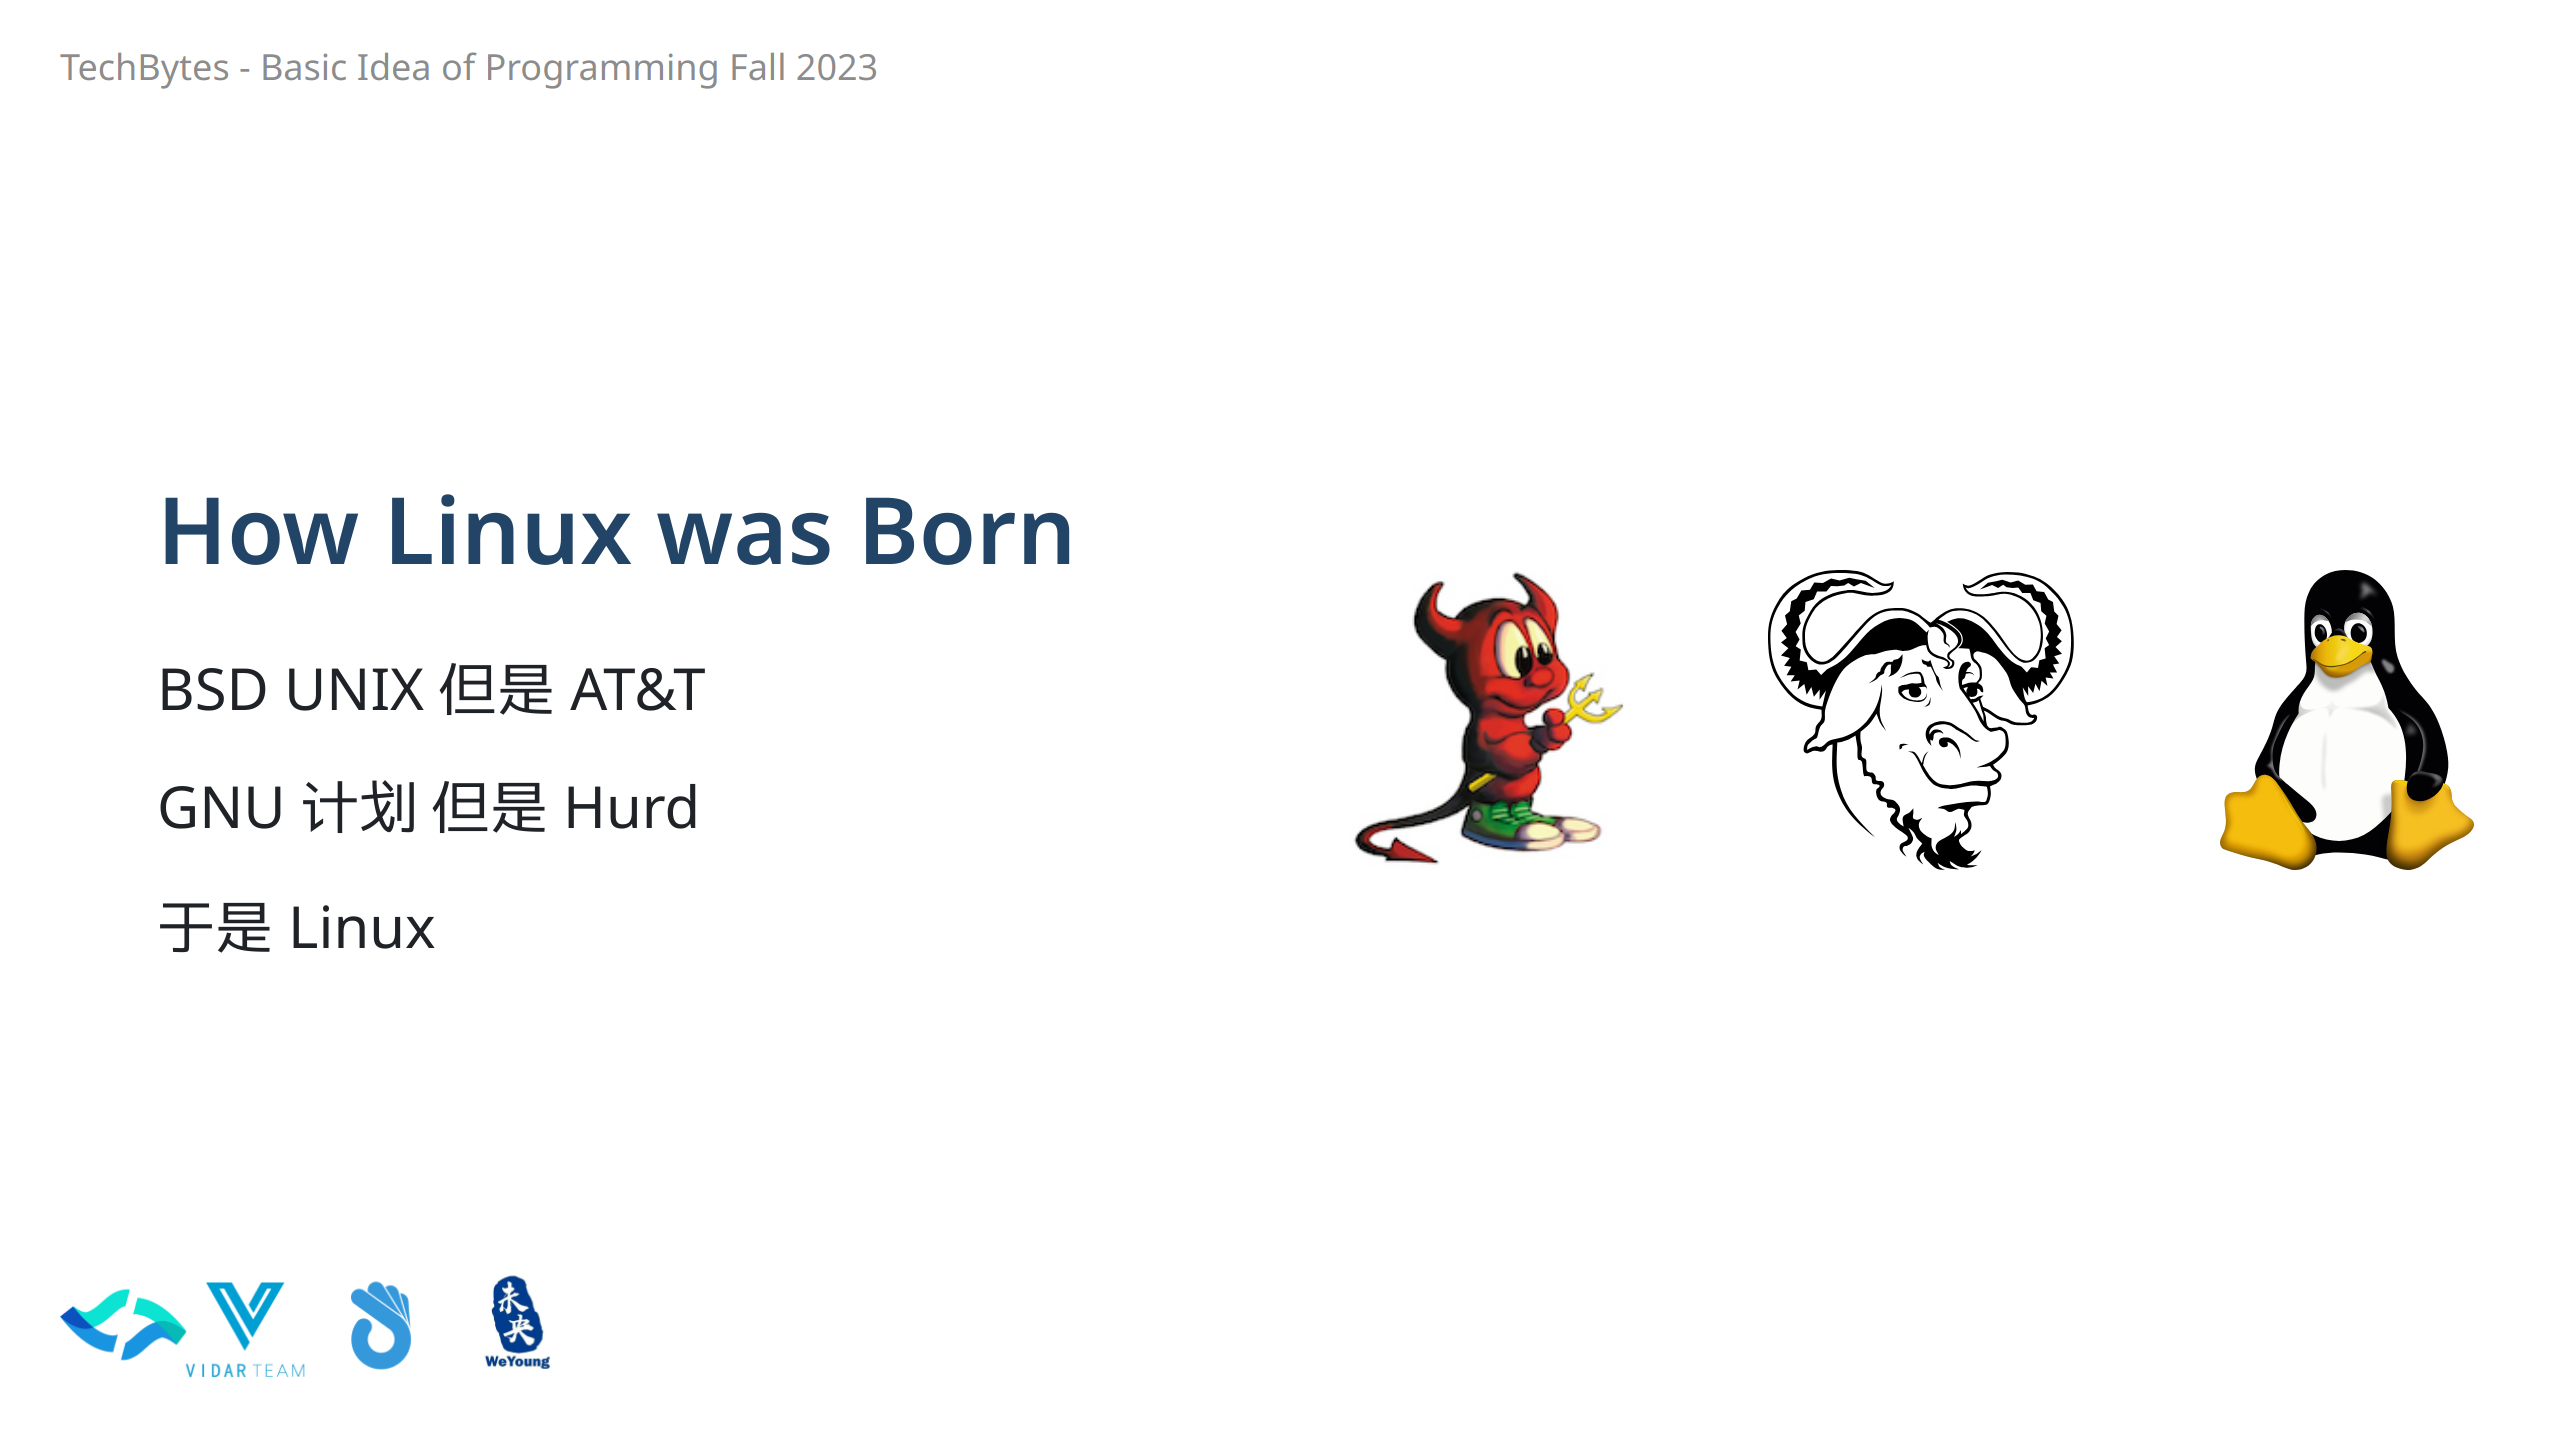 TechBytes - Basic Idea of Programming Fall 2023
How Linux was Born
BSD UNIX 但是 AT&T
GNU 计划 但是 Hurd
于是 Linux
VIDAR TEAM
未央
WeYoung